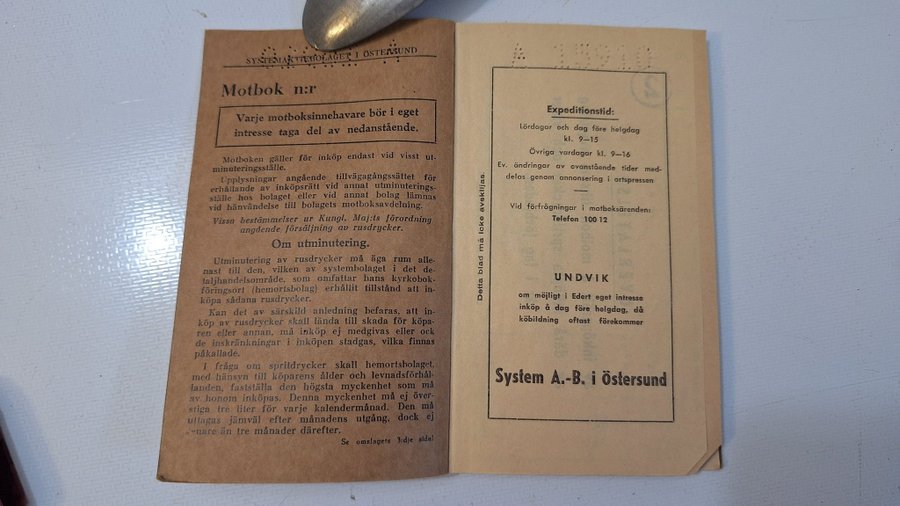 SYSTEMAKTIEBOLAGET I ÖSTERSUND
Motbok n:r
Varje motboksinnehavare bör i eget
intresse taga del av nedanstående.
Motboken gäller för inköp endast vid visst ut-
minuteringsställe.
Upplysningar angående tillvägagångsättet för
erhållande av inköpsrätt vid annat utminuterings-
ställe hos bolaget eller vid annat bolag lämnas
vid hänvändelse till bolagets motboksavdelning.
Vissa bestämmelser ur Kungl. Maj:ts förordning
angående försäljning av rusdrycker.
Om utminutering.
Utminutering av rusdrycker må äga rum alle-
nast till den, vilken av systembolaget i det de-
taljhandelsområde, som omfattar hans kyrkobok-
föringsort (hemortsbolag) erhållit tillstånd att in-
köpa sådana rusdrycker.
Kan det av särskild anledning befaras, att in-
köp av rusdrycker skall lända till skada för köpa-
ren eller annan, må inköp ej medgivas eller ock
de inskränkningar i inköpen stadgas, vilka finnas
påkallade.
I fråga om spritdrycker skall hemortsbolaget,
med hänsyn till köparens ålder och levnadsförhål-
landen, fastställa den högsta myckenhet som må
av honom inköpas. Denna myckenhet må ej över-
stiga tre liter för varje kalendermånad. Den må
uttagas jämväl efter månadens utgång, dock ej
senare än tre månader därefter.
Se omslagets 3:dje sida!
Detta blad må icke avskiljas.
Expeditionstid:
Lördagar och dag före helgdag
kl. 9—15
Övriga vardagar kl. 9—16
Ev. ändringar av ovanstående tider med-
delas genom annonsering i ortspressen
Vid förfrågningar i motboksärenden:
Telefon 100 12
UNDVIK
om möjligt i Edert eget intresse
inköp å dag före helgdag, då
köbildning oftast förekommer
System A.-B. i Östersund